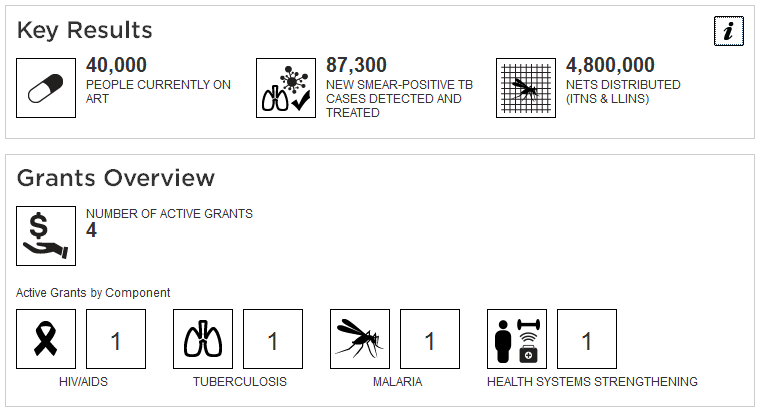 Key Results
i
40,000
PEOPLE CURRENTLY ON
ART
87,300
NEW SMEAR-POSITIVE TB
CASES DETECTED AND
TREATED
4,800,000
NETS DISTRIBUTED
(ITNS & LLINS)
Grants Overview
$
NUMBER OF ACTIVE GRANTS
4
Active Grants by Component
1
HIV/AIDS
1
TUBERCULOSIS
1
MALARIA
1
HEALTH SYSTEMS STRENGTHENING